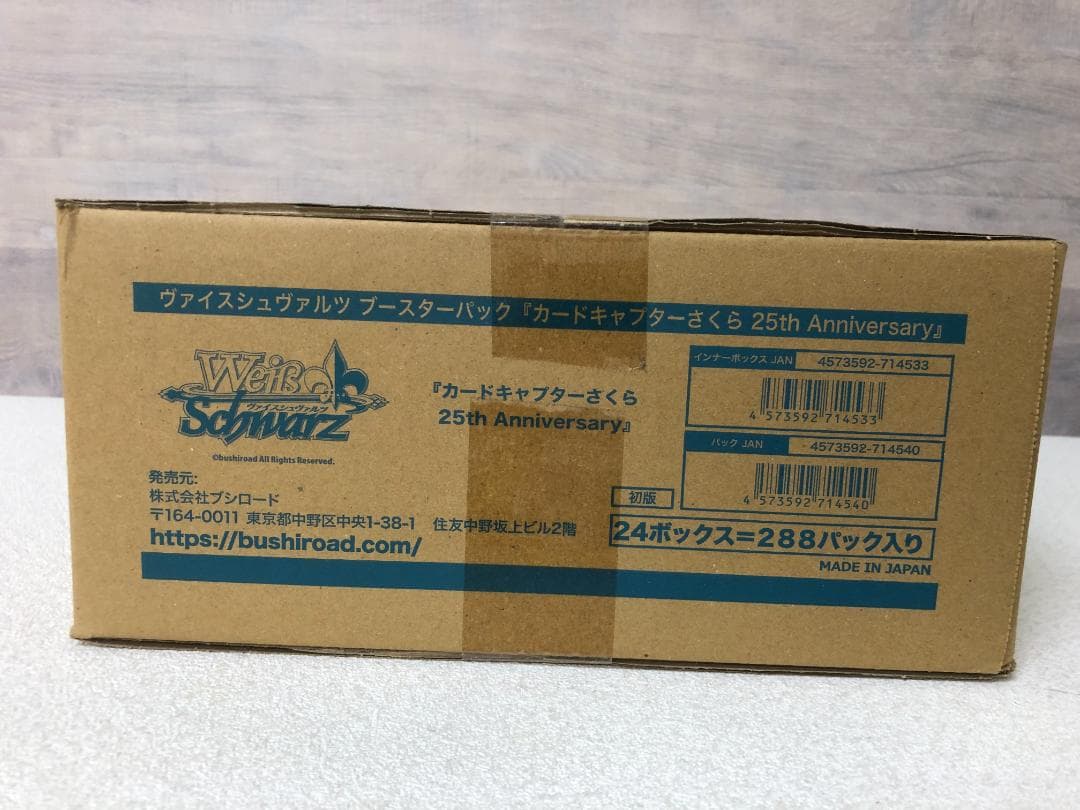 ヴァイスシュヴァルツ ブースターパック『カードキャプターさくら 25th Anniversary』
Weiß
ヴァイスシュヴァルツ
Schwarz
©bushiroad All Rights Reserved.
『カードキャプターさくら
25th Anniversary』
インナーボックス JAN 4573592-714533
4 573592 714533
パック JAN 4573592-714540
4 573592 714540
発売元:
株式会社ブシロード
〒164-0011 東京都中野区中央1-38-1 住友中野坂上ビル2階
https://bushiroad.com/
初版
24ボックス=288パック入り
MADE IN JAPAN